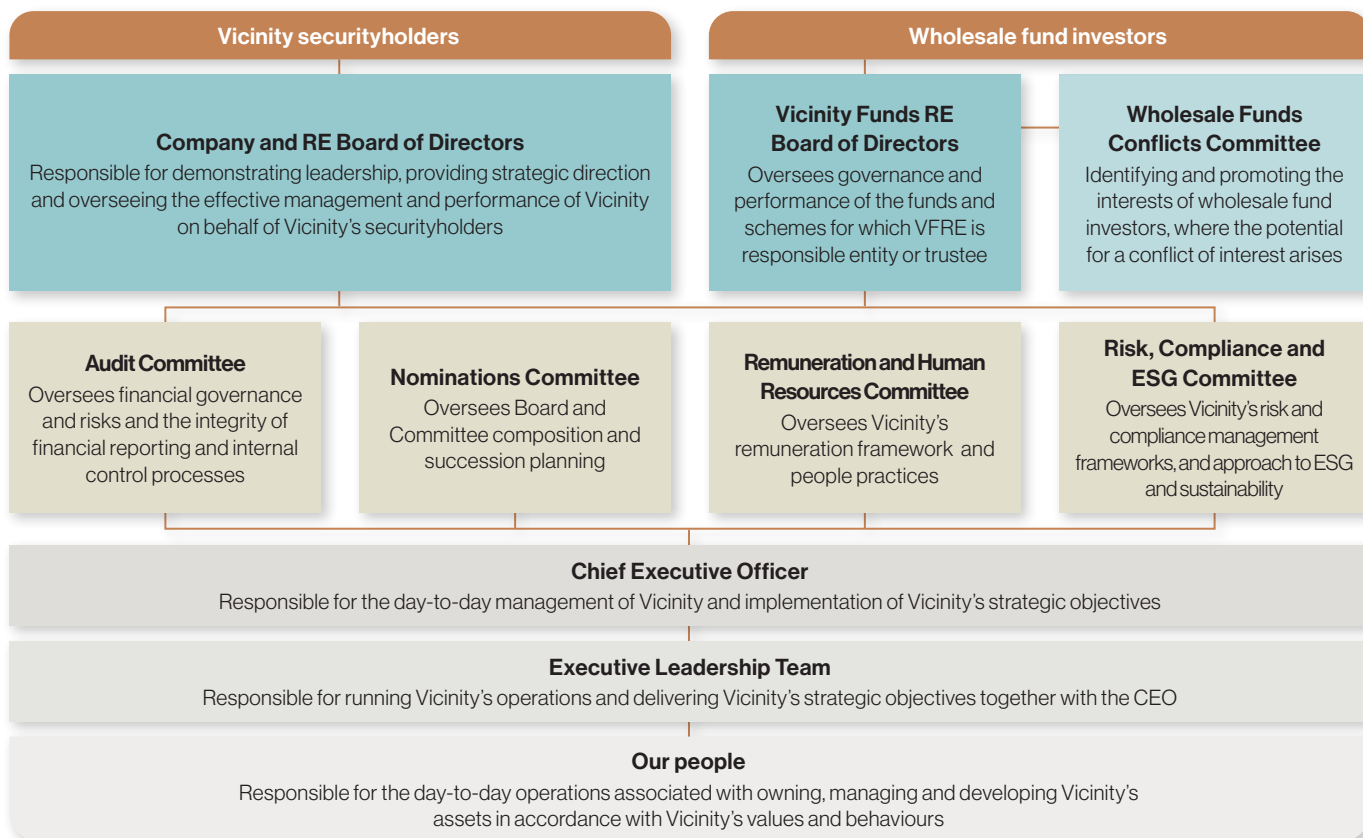 Vicinity securityholders
Wholesale fund investors
Company and RE Board of Directors
Responsible for demonstrating leadership, providing strategic direction
and overseeing the effective management and performance of Vicinity
on behalf of Vicinity's securityholders
Vicinity Funds RE
Board of Directors
Oversees governance and
performance of the funds and
schemes for which VFRE is
responsible entity or trustee
Wholesale Funds
Conflicts Committee
Identifying and promoting the
interests of wholesale fund
investors, where the potential
for a conflict of interest arises
Audit Committee
Oversees financial governance
and risks and the integrity of
financial reporting and internal
control processes
Nominations Committee
Oversees Board and
Committee composition and
succession planning
Remuneration and Human
Resources Committee
Oversees Vicinity's
remuneration framework and
people practices
Risk, Compliance and
ESG Committee
Oversees Vicinity's risk and
compliance management
frameworks, and approach to ESG
and sustainability
Chief Executive Officer
Responsible for the day-to-day management of Vicinity and implementation of Vicinity's strategic objectives
Executive Leadership Team
Responsible for running Vicinity's operations and delivering Vicinity's strategic objectives together with the CEO
Our people
Responsible for the day-to-day operations associated with owning, managing and developing Vicinity's
assets in accordance with Vicinity's values and behaviours